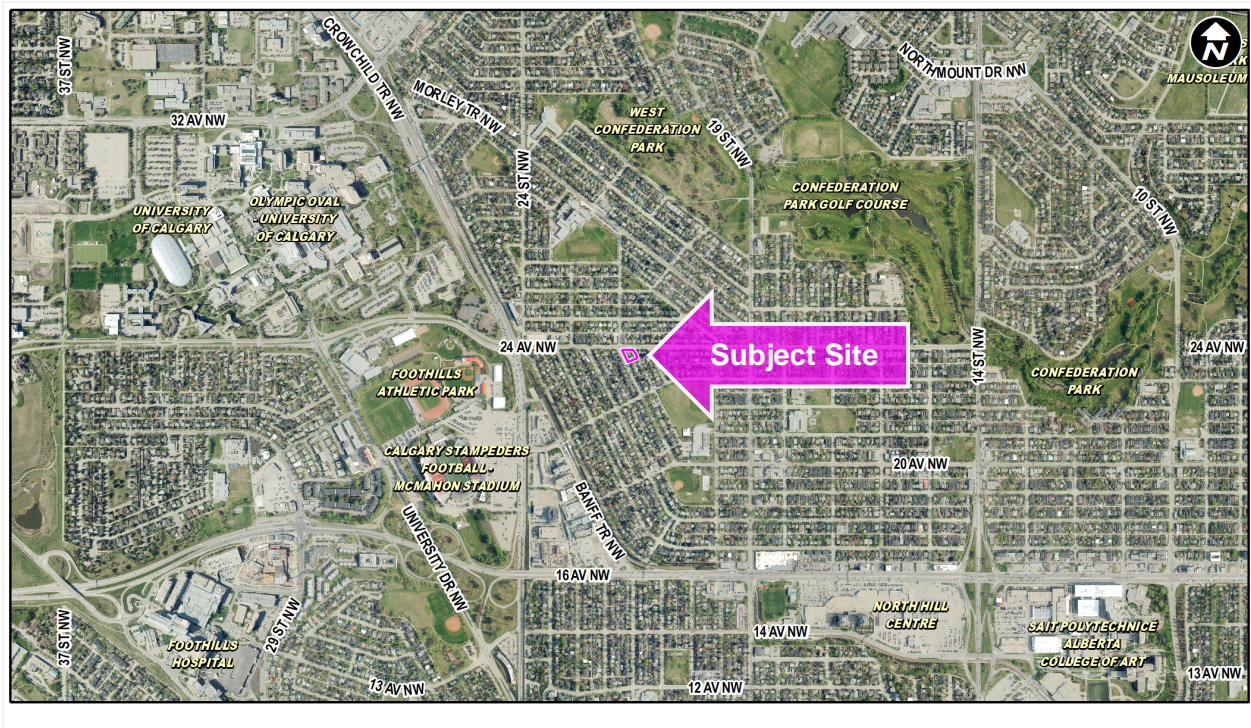 CROWCHILD TR NW
37 ST NW
N
NORTHMOUNT DR NW
MAUSOLEUM
MORLEY TR NW
32 AV NW
WEST
CONFEDERATION
PARK
19 ST NW
24 ST NW
CONFEDERATION
PARK GOLF COURSE
10 ST NW
OLYMPIC OVAL
- UNIVERSITY
OF CALGARY
UNIVERSITY
OF CALGARY
24 AV NW
Subject Site
14 ST NW
24 AV NW
FOOTHILLS
ATHLETIC PARK
CONFEDERATION
PARK
CALGARY STAMPEDERS
FOOTBALL -
MCMAHON STADIUM
20 AV NW
BANFF TR NW
UNIVERSITY DR NW
16 AV NW
37 ST NW
29 ST NW
FOOTHILLS
HOSPITAL
NORTH HILL
CENTRE
14 AV NW
SAIT POLYTECHNICE
ALBERTA
COLLEGE OF ART
13 AV NW
12 AV NW
13 AV NW